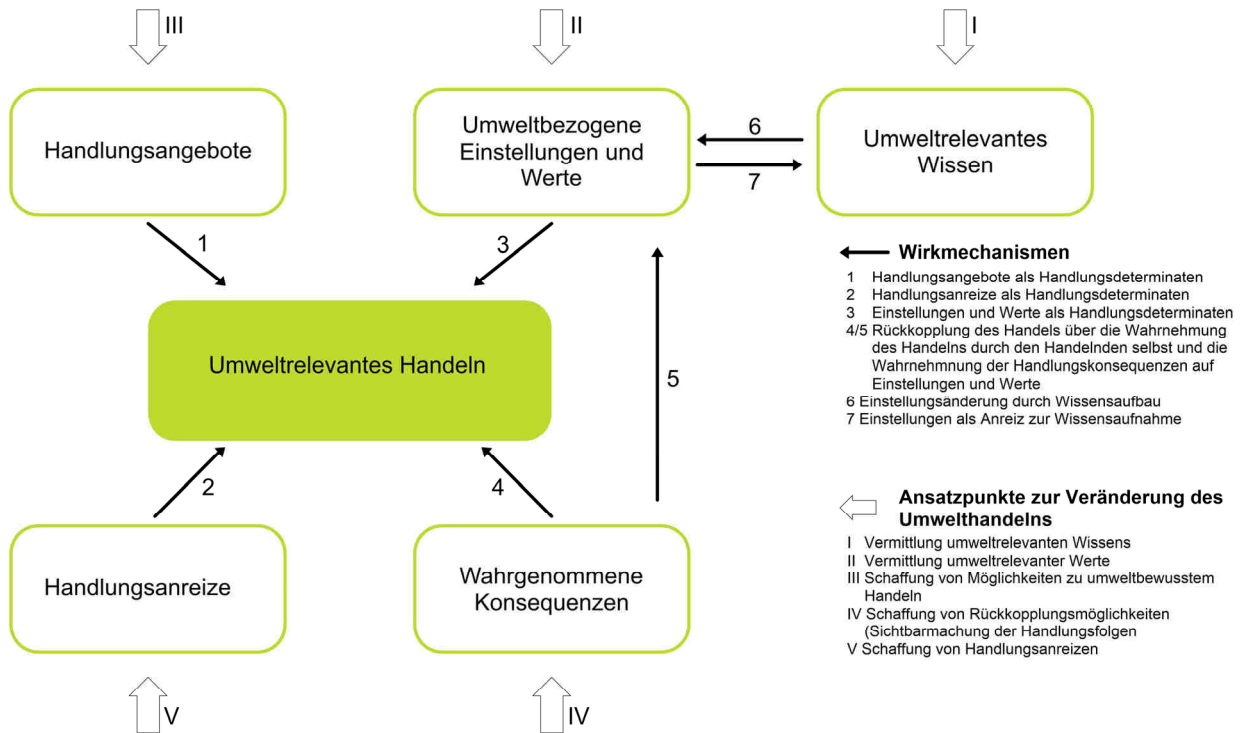 III
II
I
Handlungsangebote
Umweltbezogene
Einstellungen und
Werte
6
7
Umweltrelevantes
Wissen
1
3
Umweltrelevantes Handeln
5
2
4
Handlungsanreize
Wahrgenommene
Konsequenzen
V
IV
Wirkmechanismen
1 Handlungsangebote als Handlungsdeterminaten
2 Handlungsanreize als Handlungsdeterminaten
3 Einstellungen und Werte als Handlungsdeterminaten
4/5 Rückkopplung des Handels über die Wahrnehmung
des Handelns durch den Handelnden selbst und die
Wahrnehmnung der Handlungskonsequenzen auf
Einstellungen und Werte
6 Einstellungsänderung durch Wissensaufbau
7 Einstellungen als Anreiz zur Wissensaufnahme
Ansatzpunkte zur Veränderung des
Umwelthandelns
I Vermittlung umweltrelevanten Wissens
II Vermittlung umweltrelevanter Werte
III Schaffung von Möglichkeiten zu umweltbewusstem
Handeln
IV Schaffung von Rückkopplungsmöglichkeiten
(Sichtbarmachung der Handlungsfolgen
V Schaffung von Handlungsanreizen